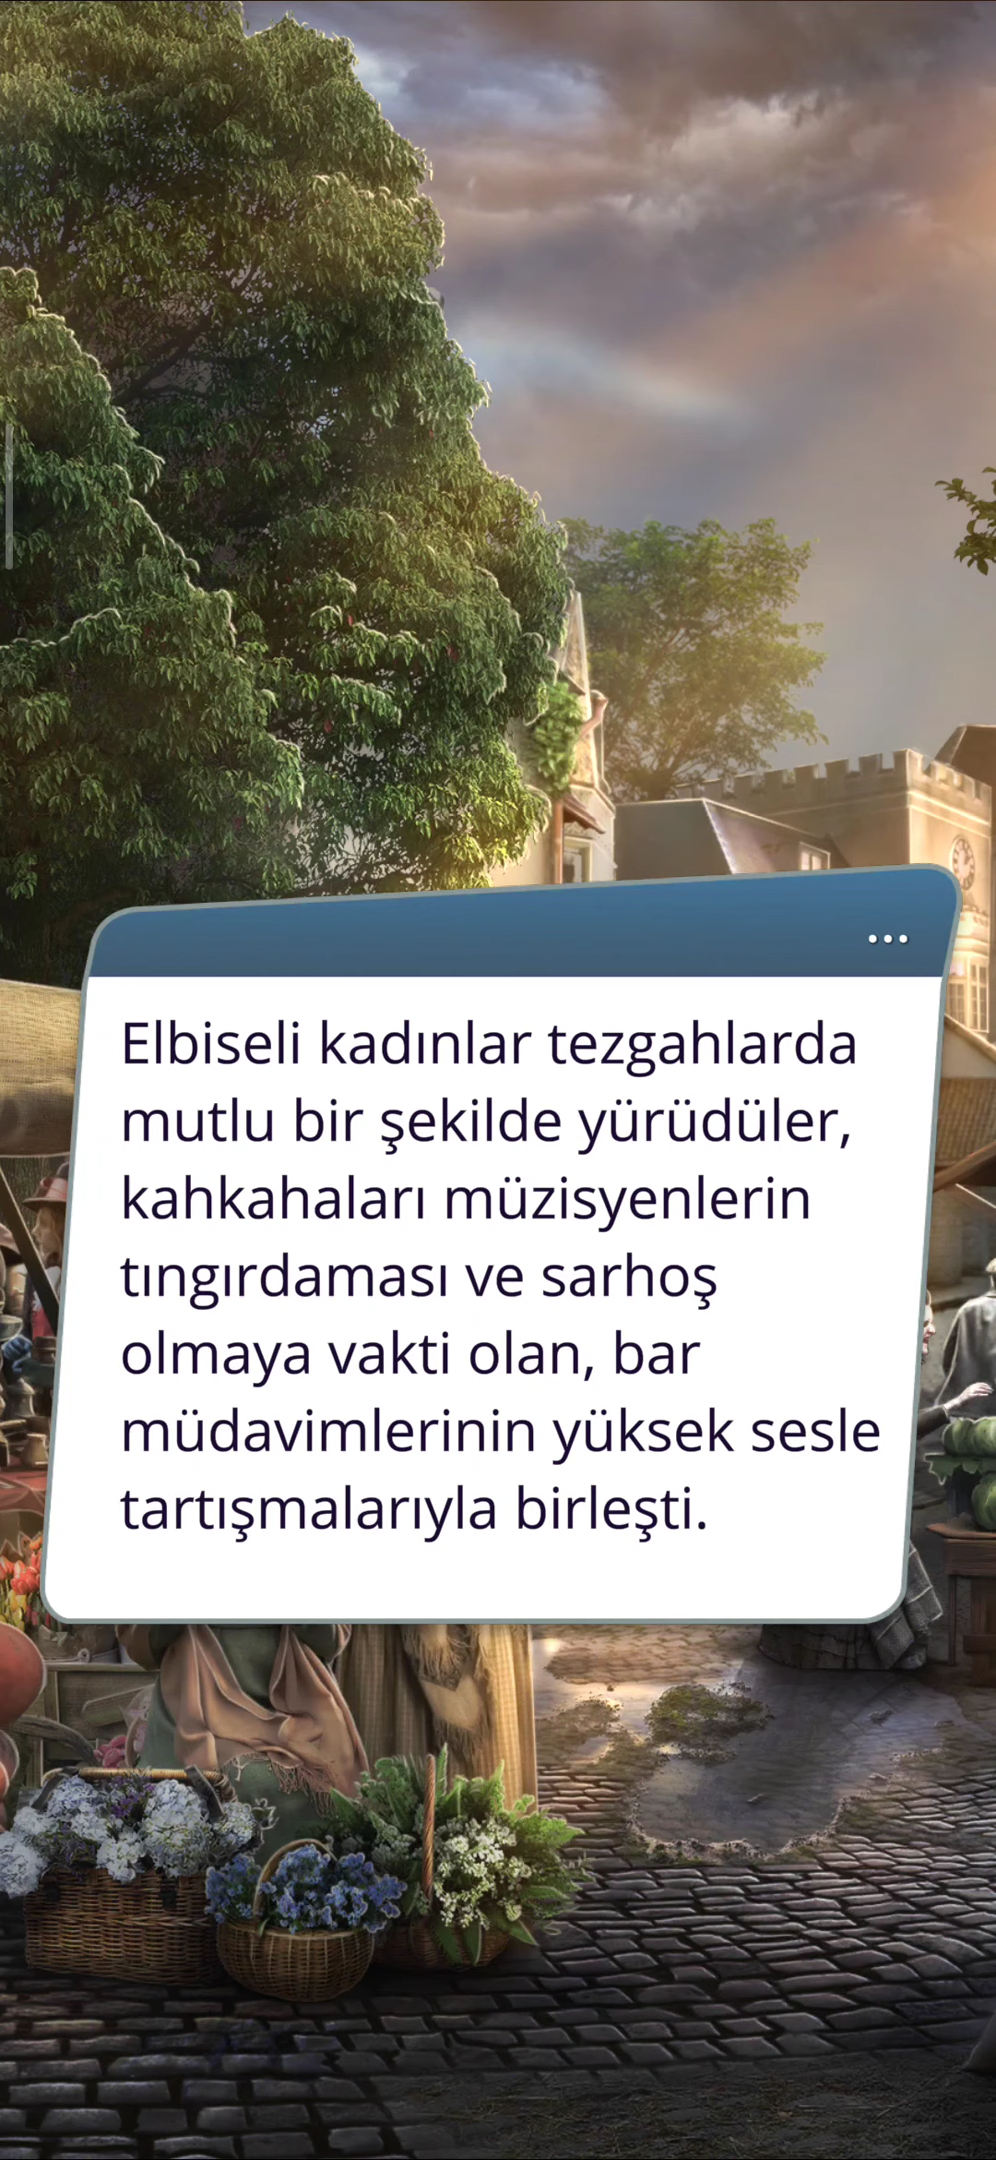 Elbiseli kadınlar tezgahlarda
mutlu bir şekilde yürüdüler,
kahkahaları müzisyenlerin
tıngırdaması ve sarhoş
olmaya vakti olan, bar
müdavimlerinin yüksek sesle
tartışmalarıyla birleşti.